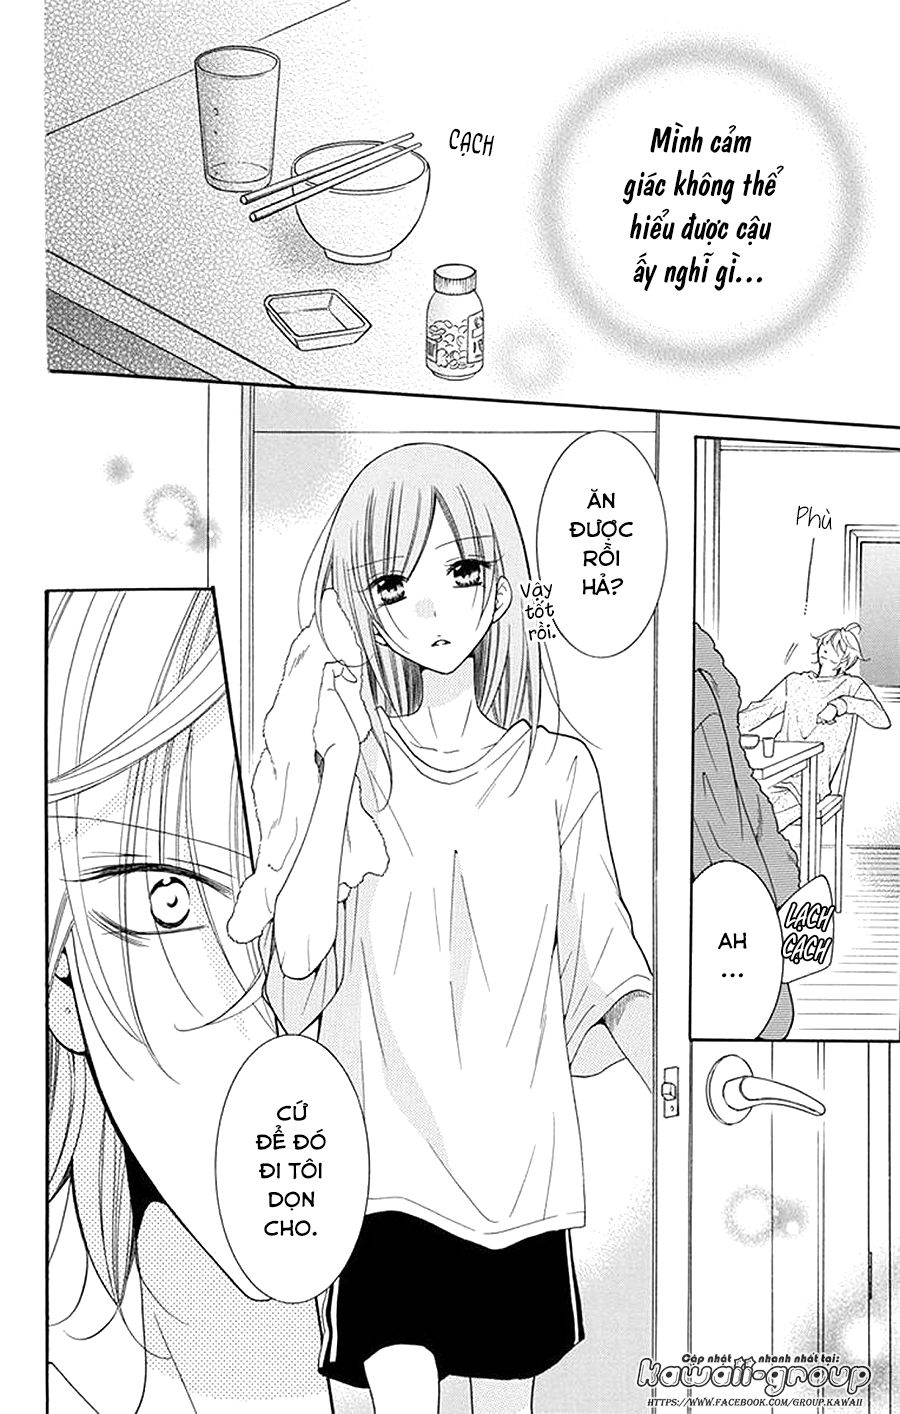 Mình cảm
giác không thể
hiểu được cậu
ấy nghĩ gì...
CẠCH
Phù
LẠCH
CẠCH
AH
...
ĂN
ĐƯỢC
RỒI
HẢ?
Vậy
tốt
rồi.
CỨ
ĐỂ ĐÓ
ĐI TÔI
DỌN
CHO.
Cập nhật nhanh nhất tại:
kawaii-group
HTTPS://WWW.FACEBOOK.COM/GROUP.KAWAII